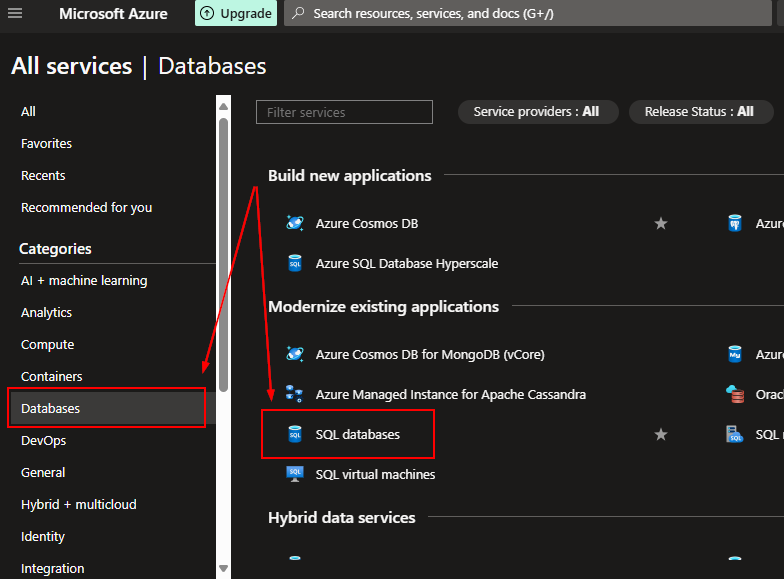 Microsoft Azure
Upgrade
Search resources, services, and docs (G+/)
All services | Databases
All
Favorites
Recents
Recommended for you
Categories
AI + machine learning
Analytics
Compute
Containers
Databases
DevOps
General
Hybrid + multicloud
Identity
Integration
Filter services
Service providers : All
Release Status : All
Build new applications
Azure Cosmos DB
Azure SQL Database Hyperscale
Modernize existing applications
Azure Cosmos DB for MongoDB (vCore)
Azure Managed Instance for Apache Cassandra
SQL databases
SQL
SQL virtual machines
Hybrid data services